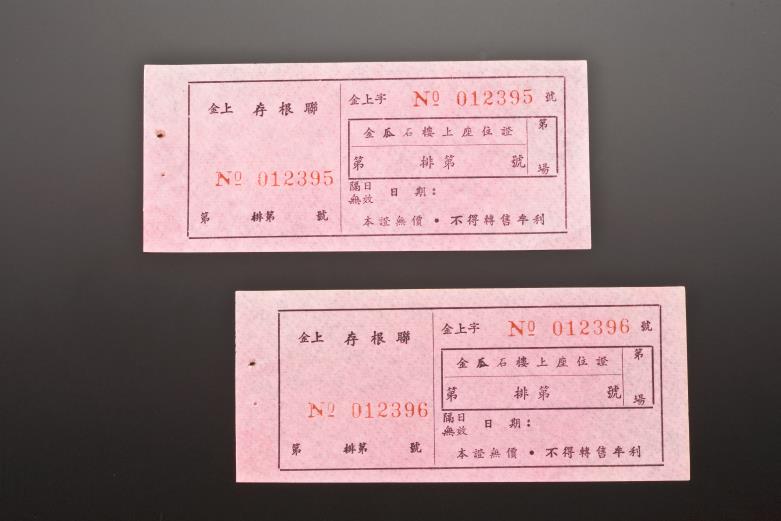 金上 存根聯
№ 012395
第 排第 號
金上字 № 012395 號
金瓜石樓上座位證
第 排第 號
第 場
隔日無效 日期：
本證無價・不得轉售牟利
金上 存根聯
№ 012396
第 排第 號
金上字 № 012396 號
金瓜石樓上座位證
第 排第 號
第 場
隔日無效 日期：
本證無價・不得轉售牟利